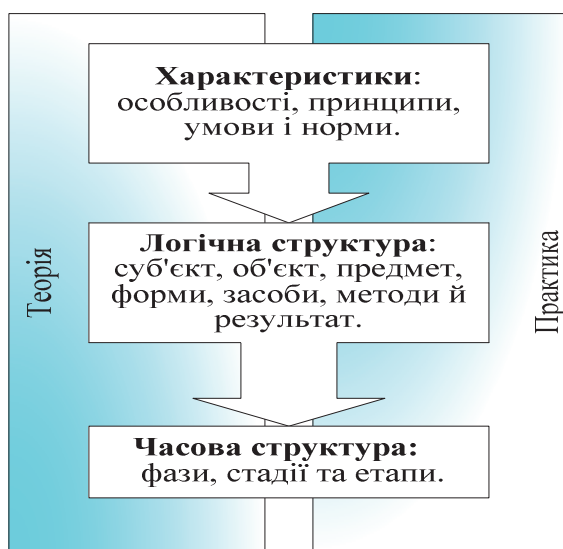 Характеристики:
особливості, принципи,
умови і норми.
Логічна структура:
суб'єкт, об'єкт, предмет,
форми, засоби, методи й
результат.
Часова структура:
фази, стадії та етапи.
Теорія
Практика